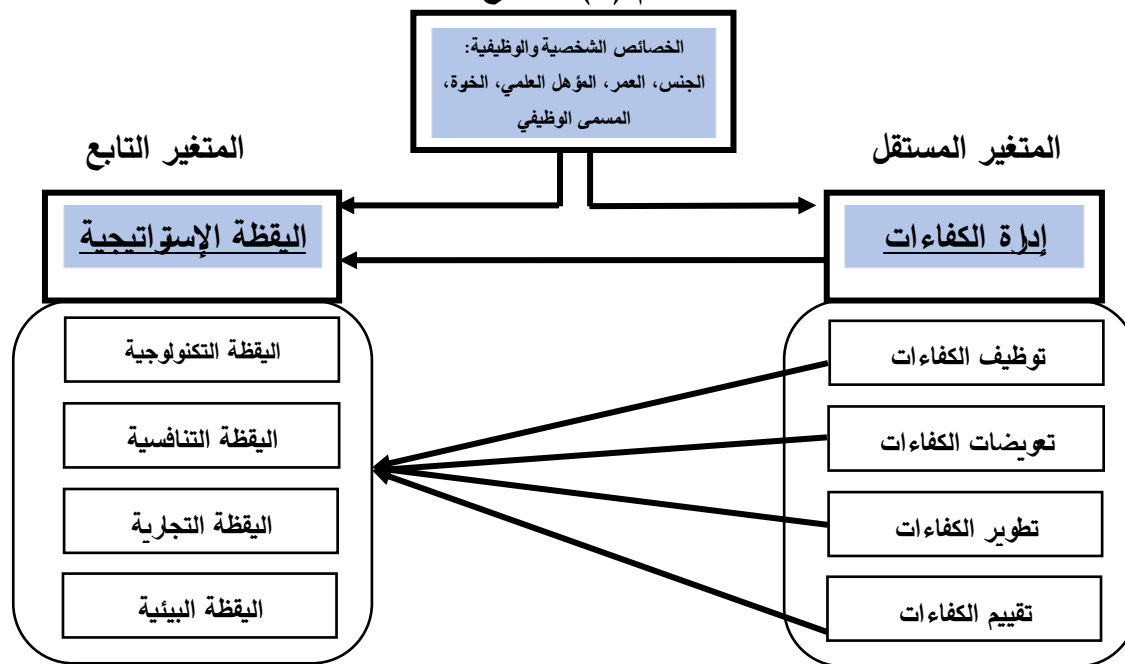 الخصائص الشخصية والوظيفية:
الجنس، العمر، المؤهل العلمي، الخوة،
المسمى الوظيفي
المتغير المستقل
المتغير التابع
إدارة الكفاءات
اليقظة الإستراتيجية
توظيف الكفاءات
تعويضات الكفاءات
تطوير الكفاءات
تقييم الكفاءات
اليقظة التكنولوجية
اليقظة التنافسية
اليقظة التجارية
اليقظة البيئية